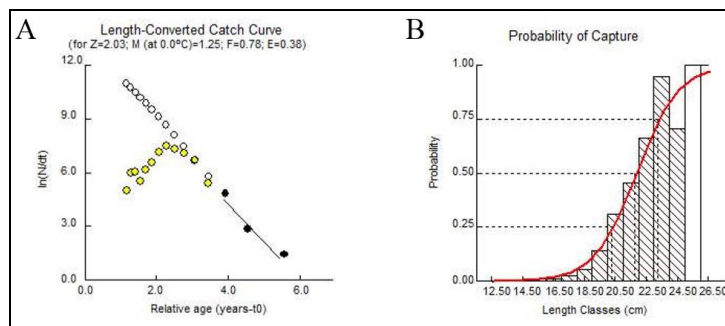 A
Length-Converted Catch Curve
(for Z=2.03; M (at 0.0ºC)=1.25; F=0.78; E=0.38)
12.0
9.0
6.0
3.0
0.0
ln(N/dt)
0.0 2.0 4.0 6.0
Relative age (years-t0)
B
Probability of Capture
1.00
0.75
0.50
0.25
0.00
Probability
12.50 14.50 16.50 18.50 20.50 22.50 24.50 26.50
Length Classes (cm)